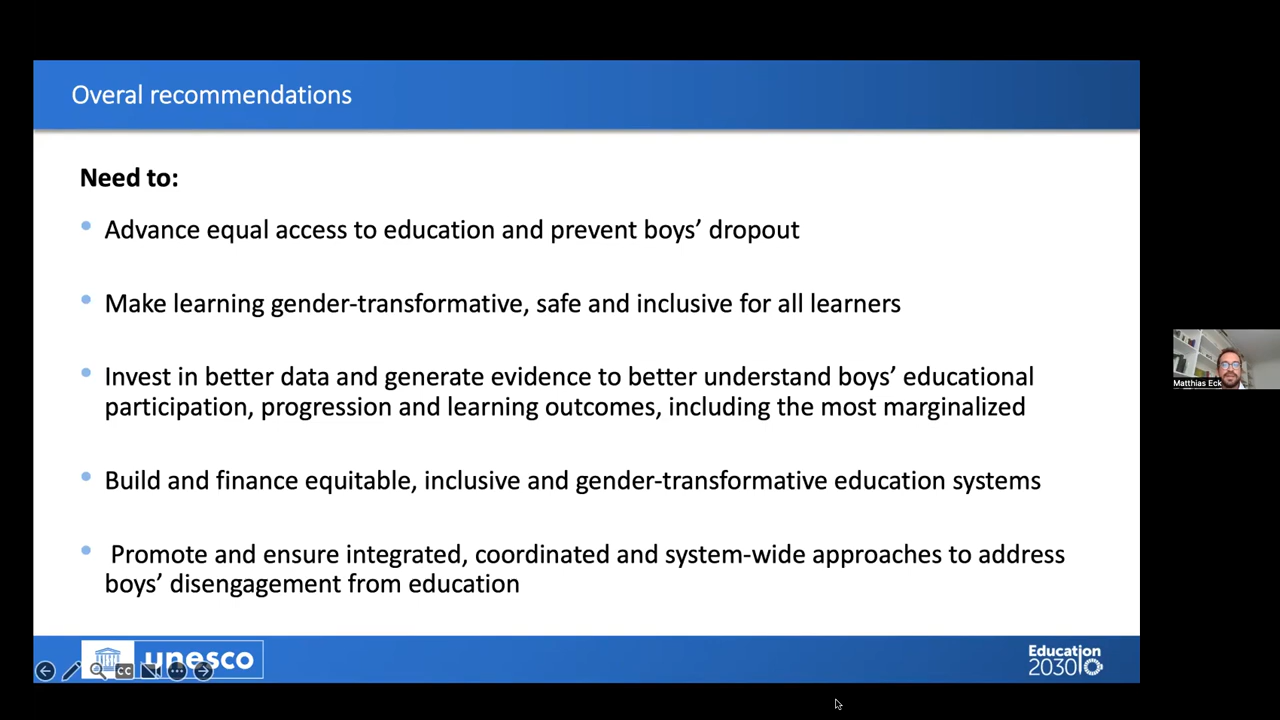 Overal recommendations
Need to:
• Advance equal access to education and prevent boys’ dropout
• Make learning gender-transformative, safe and inclusive for all learners
• Invest in better data and generate evidence to better understand boys’ educational
participation, progression and learning outcomes, including the most marginalized
• Build and finance equitable, inclusive and gender-transformative education systems
• Promote and ensure integrated, coordinated and system-wide approaches to address
boys’ disengagement from education
Matthias Eck
unesco
CC
Education
2030